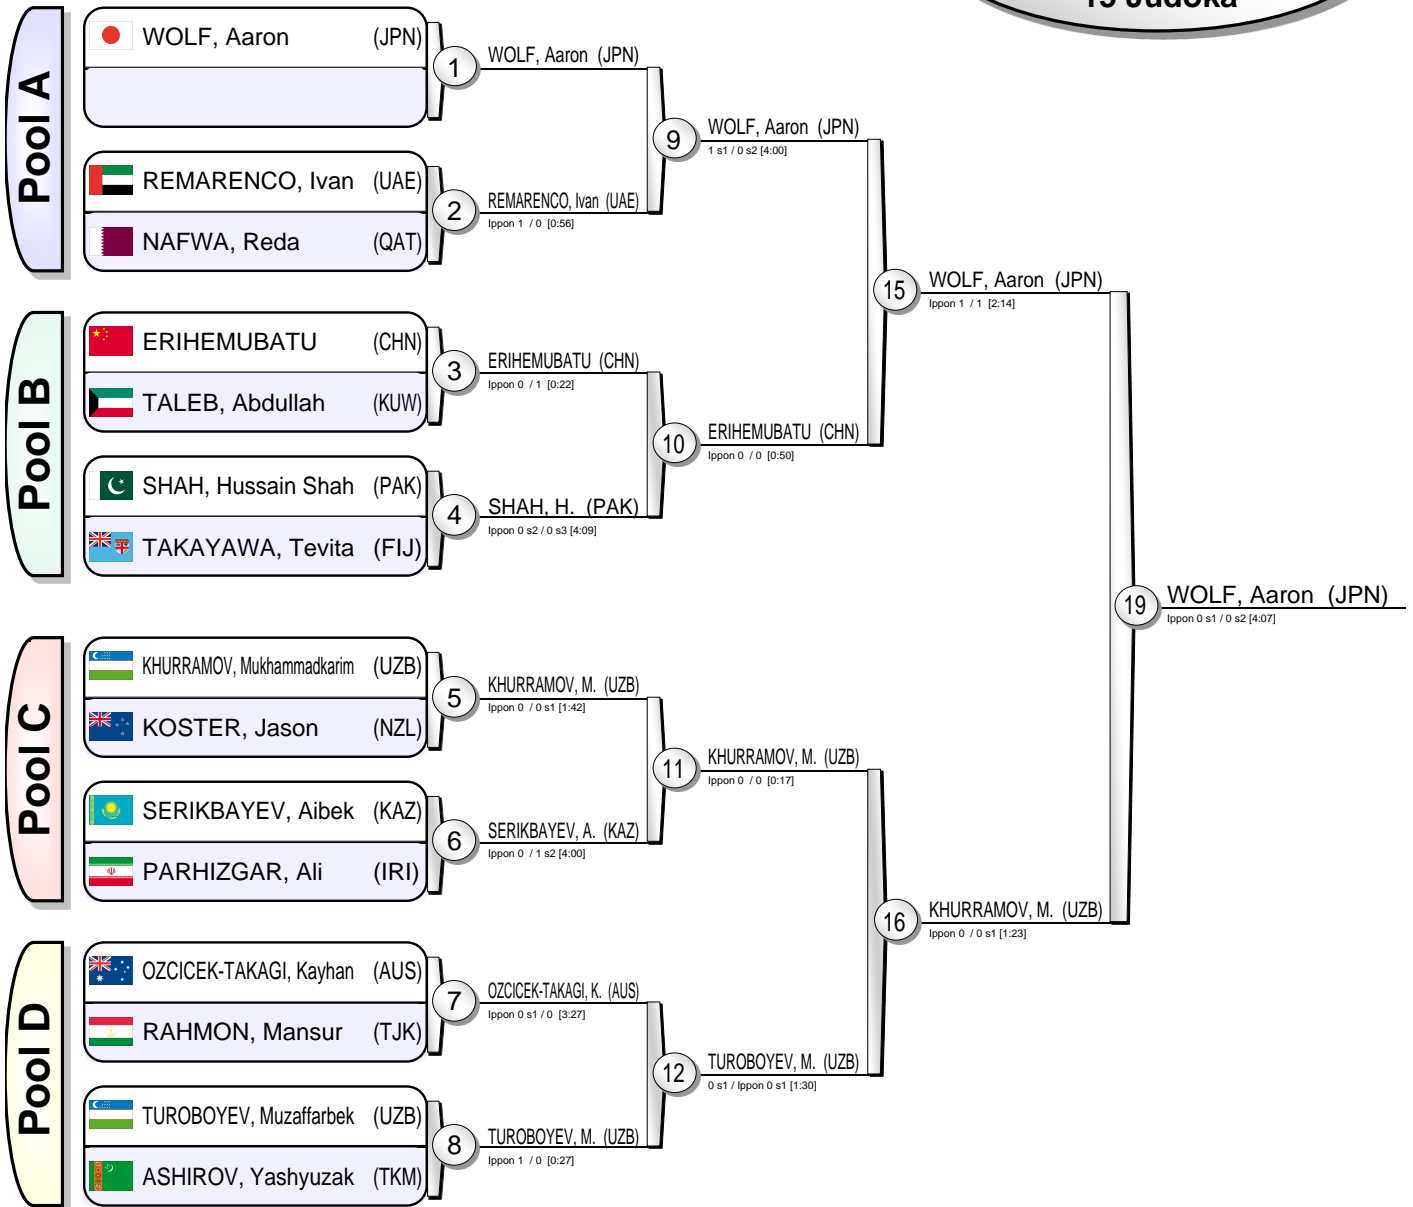 15 Judoka
Pool A
WOLF, Aaron (JPN)
1
WOLF, Aaron (JPN)
REMARENCO, Ivan (UAE)
NAFWA, Reda (QAT)
2
REMARENCO, Ivan (UAE)
Ippon 1 / 0 [0:56]
9
WOLF, Aaron (JPN)
1 s1 / 0 s2 [4:00]
Pool B
ERIHEMUBATU (CHN)
TALEB, Abdullah (KUW)
3
ERIHEMUBATU (CHN)
Ippon 0 / 1 [0:22]
SHAH, Hussain Shah (PAK)
TAKAYAWA, Tevita (FIJ)
4
SHAH, H. (PAK)
Ippon 0 s2 / 0 s3 [4:09]
10
ERIHEMUBATU (CHN)
Ippon 0 / 0 [0:50]
15
WOLF, Aaron (JPN)
Ippon 1 / 1 [2:14]
Pool C
KHURRAMOV, Mukhammadkarim (UZB)
KOSTER, Jason (NZL)
5
KHURRAMOV, M. (UZB)
Ippon 0 / 0 s1 [1:42]
SERIKBAYEV, Aibek (KAZ)
PARHIZGAR, Ali (IRI)
6
SERIKBAYEV, A. (KAZ)
Ippon 0 / 1 s2 [4:00]
11
KHURRAMOV, M. (UZB)
Ippon 0 / 0 [0:17]
Pool D
OZCICEK-TAKAGI, Kayhan (AUS)
RAHMON, Mansur (TJK)
7
OZCICEK-TAKAGI, K. (AUS)
Ippon 0 s1 / 0 [3:27]
TUROBOYEV, Muzaffarbek (UZB)
ASHIROV, Yashyuzak (TKM)
8
TUROBOYEV, M. (UZB)
Ippon 1 / 0 [0:27]
12
TUROBOYEV, M. (UZB)
0 s1 / Ippon 0 s1 [1:30]
16
KHURRAMOV, M. (UZB)
Ippon 0 / 0 s1 [1:23]
19
WOLF, Aaron (JPN)
Ippon 0 s1 / 0 s2 [4:07]